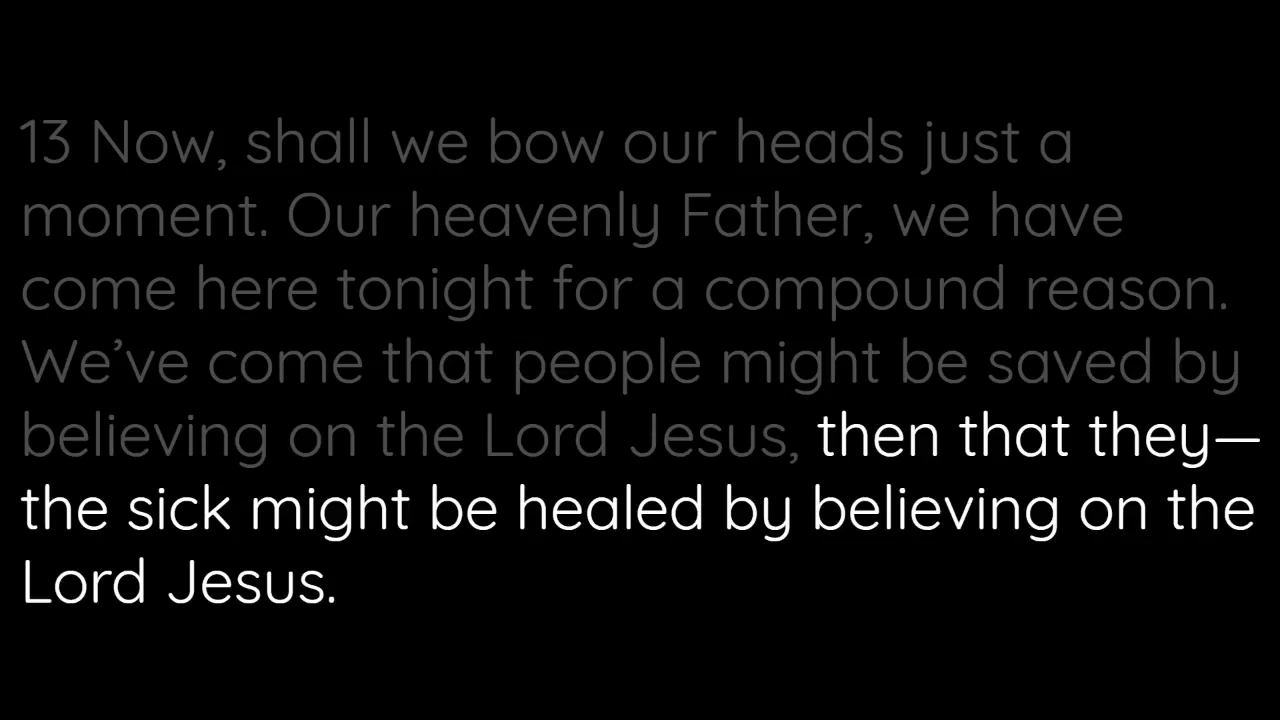 13 Now, shall we bow our heads just a
moment. Our heavenly Father, we have
come here tonight for a compound reason.
We’ve come that people might be saved by
believing on the Lord Jesus, then that they—
the sick might be healed by believing on the
Lord Jesus.